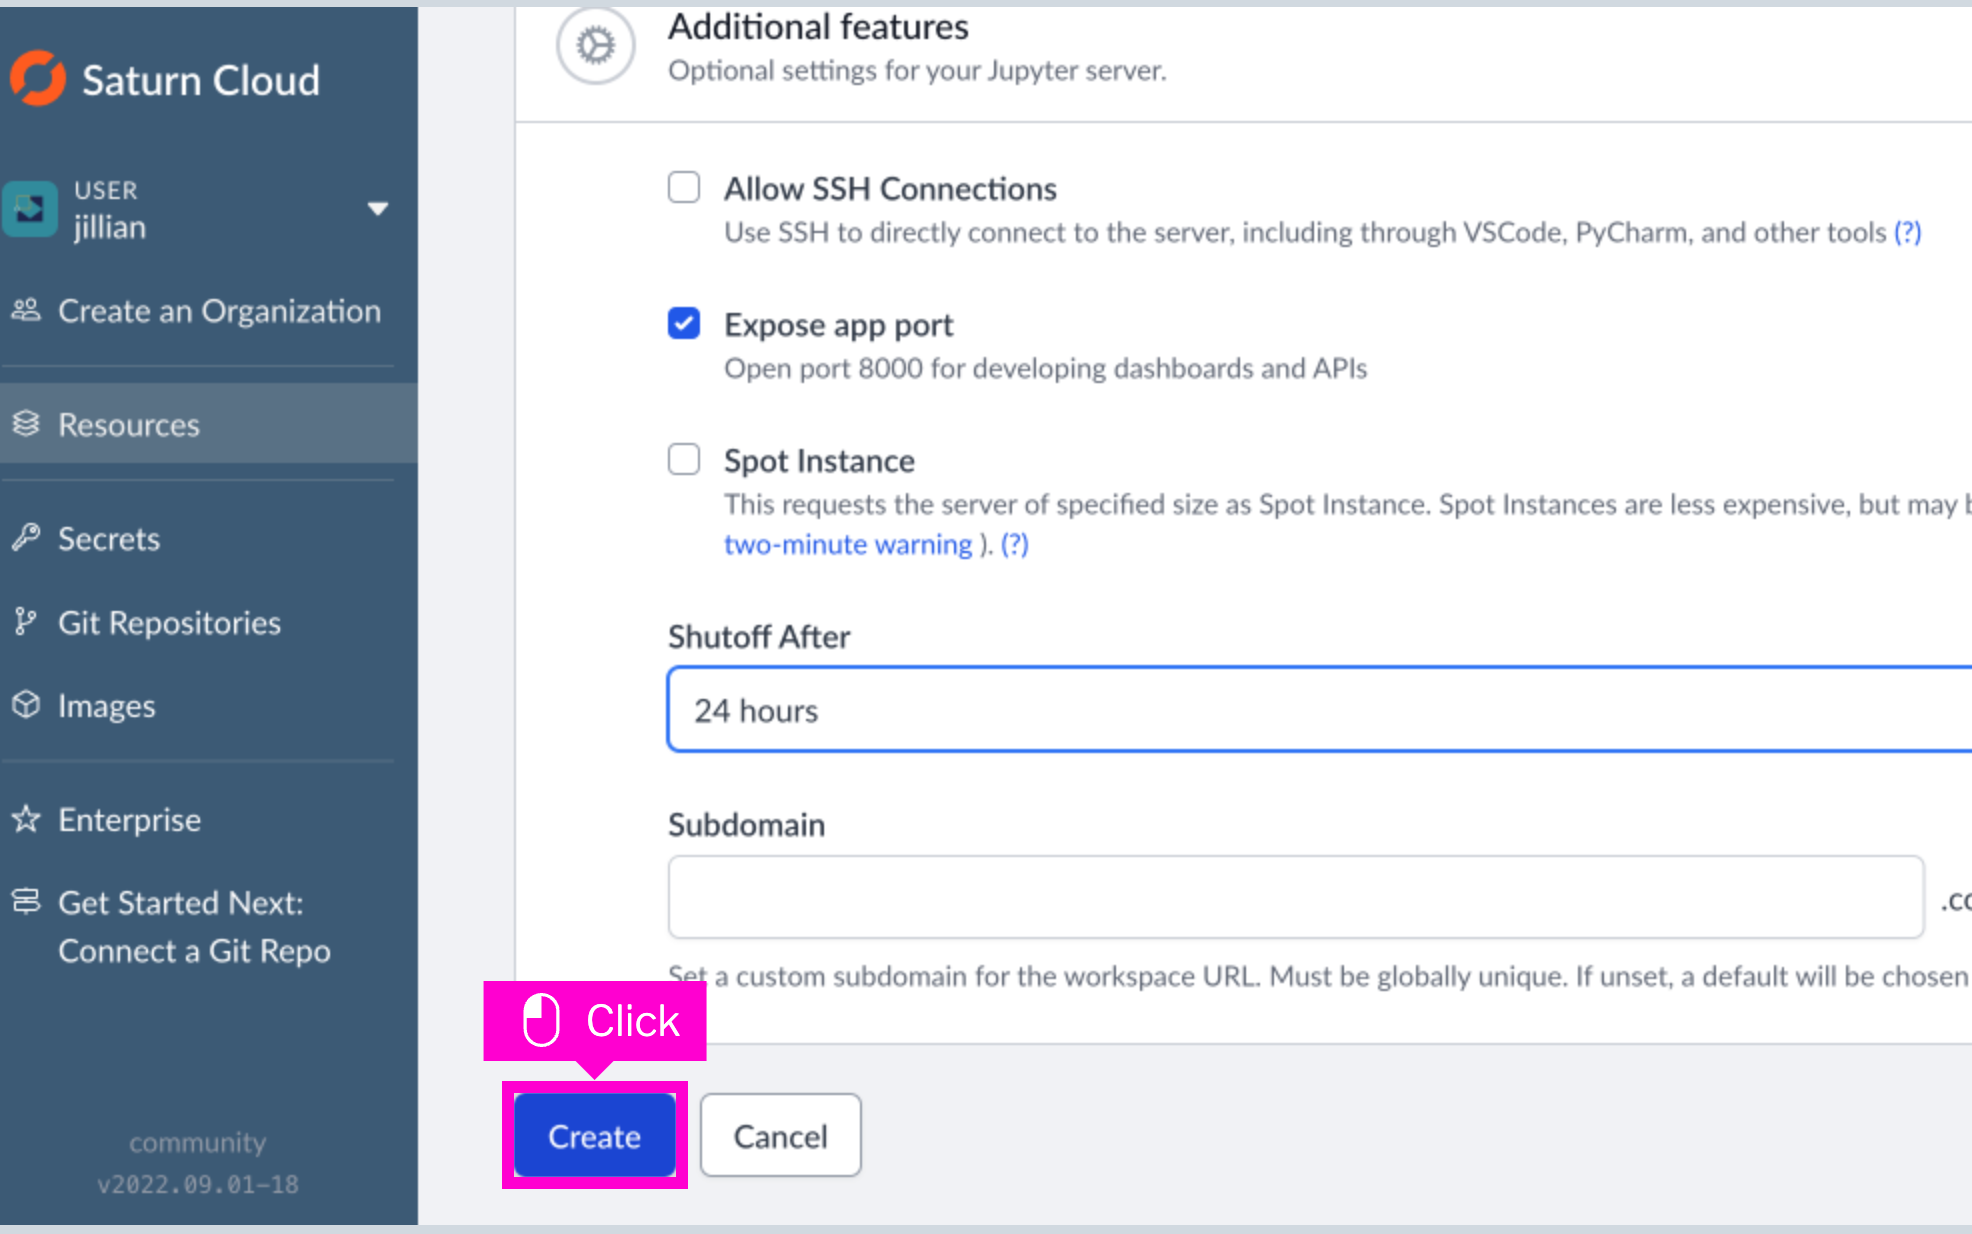 Saturn Cloud
USER
jillian
Create an Organization
Resources
Secrets
Git Repositories
Images
Enterprise
Get Started Next:
Connect a Git Repo
community
v2022.09.01-18
Additional features
Optional settings for your Jupyter server.
Allow SSH Connections
Use SSH to directly connect to the server, including through VSCode, PyCharm, and other tools (?)
Expose app port
Open port 8000 for developing dashboards and APIs
Spot Instance
This requests the server of specified size as Spot Instance. Spot Instances are less expensive, but may
two-minute warning ). (?)
Shutoff After
24 hours
Subdomain
Set a custom subdomain for the workspace URL. Must be globally unique. If unset, a default will be chosen
Click
Create
Cancel